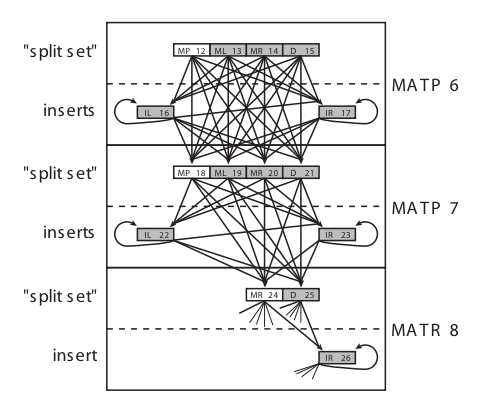 "split set" MP 12 ML 13 MR 14 D 15
MATP 6
inserts IL 16 IR 17
"split set" MP 18 ML 19 MR 20 D 21
MATP 7
inserts IL 22 IR 23
"split set" MR 24 D 25
MATR 8
insert IR 26